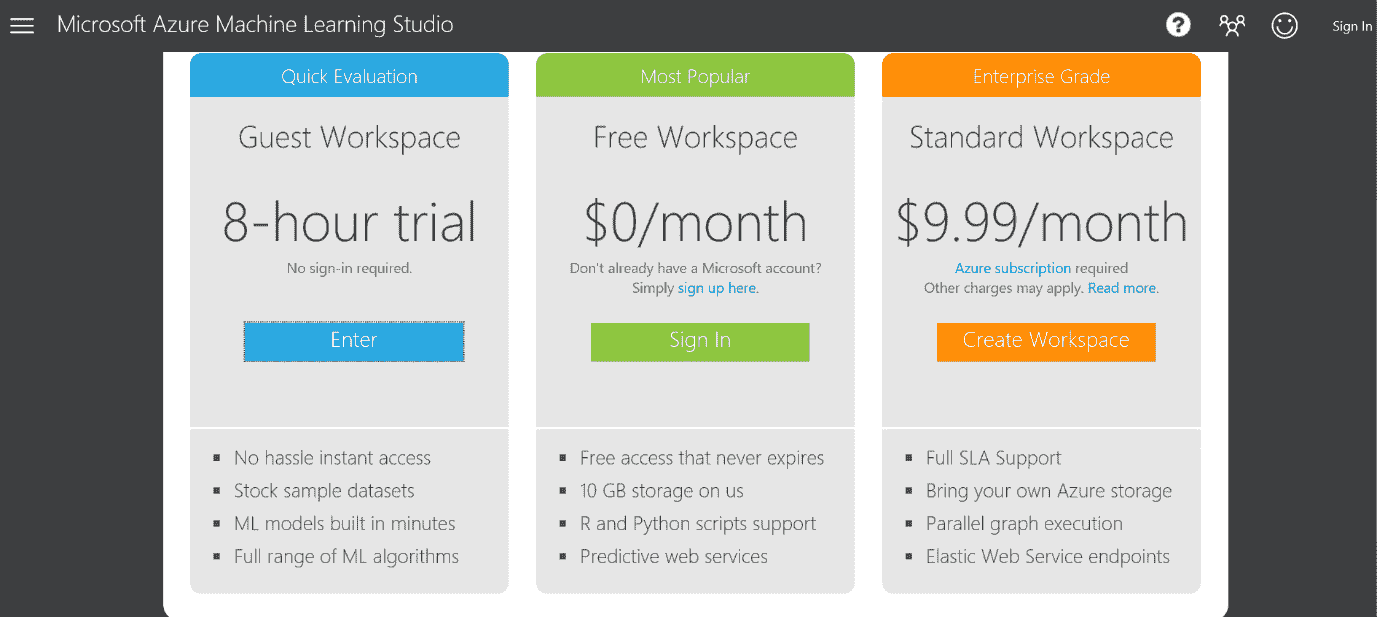 Microsoft Azure Machine Learning Studio
?
Sign In
Quick Evaluation
Guest Workspace
8-hour trial
No sign-in required.
Enter
No hassle instant access
Stock sample datasets
ML models built in minutes
Full range of ML algorithms
Most Popular
Free Workspace
$0/month
Don't already have a Microsoft account?
Simply sign up here.
Sign In
Free access that never expires
10 GB storage on us
R and Python scripts support
Predictive web services
Enterprise Grade
Standard Workspace
$9.99/month
Azure subscription required
Other charges may apply. Read more.
Create Workspace
Full SLA Support
Bring your own Azure storage
Parallel graph execution
Elastic Web Service endpoints